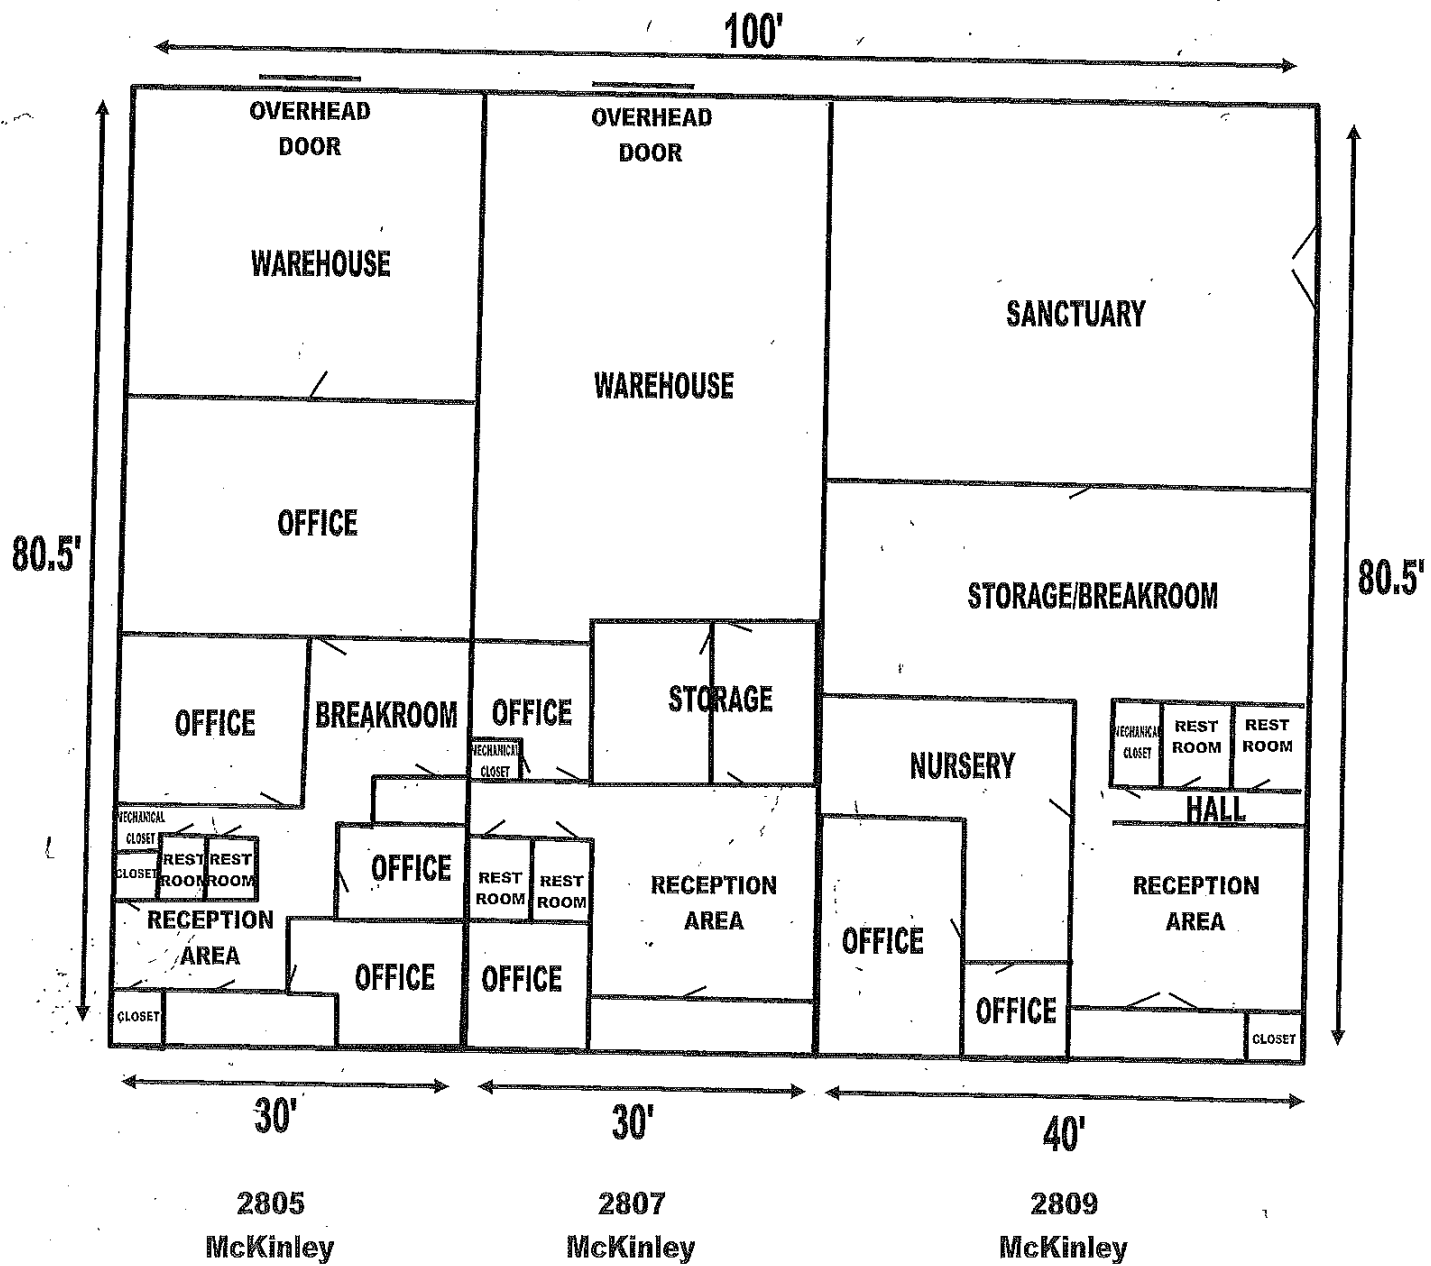 100'
OVERHEAD
DOOR
OVERHEAD
DOOR
WAREHOUSE
SANCTUARY
WAREHOUSE
OFFICE
80.5'
80.5'
STORAGE/BREAKROOM
OFFICE
BREAKROOM
OFFICE
STORAGE
MECHANICAL
CLOSET
NURSERY
MECHANICAL
CLOSET
REST
ROOM
REST
ROOM
HALL
MECHANICAL
CLOSET
CLOSET
REST
ROOM
REST
ROOM
OFFICE
REST
ROOM
REST
ROOM
RECEPTION
AREA
RECEPTION
AREA
RECEPTION
AREA
OFFICE
OFFICE
OFFICE
OFFICE
CLOSET
CLOSET
30'
30'
40'
2805
McKinley
2807
McKinley
2809
McKinley